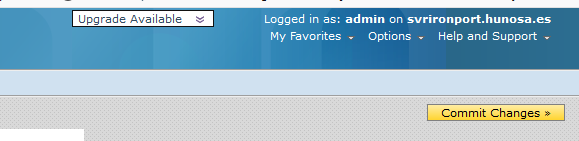 Upgrade Available
Logged in as: admin on svrironport.hunosa.es
My Favorites Options Help and Support
Commit Changes »